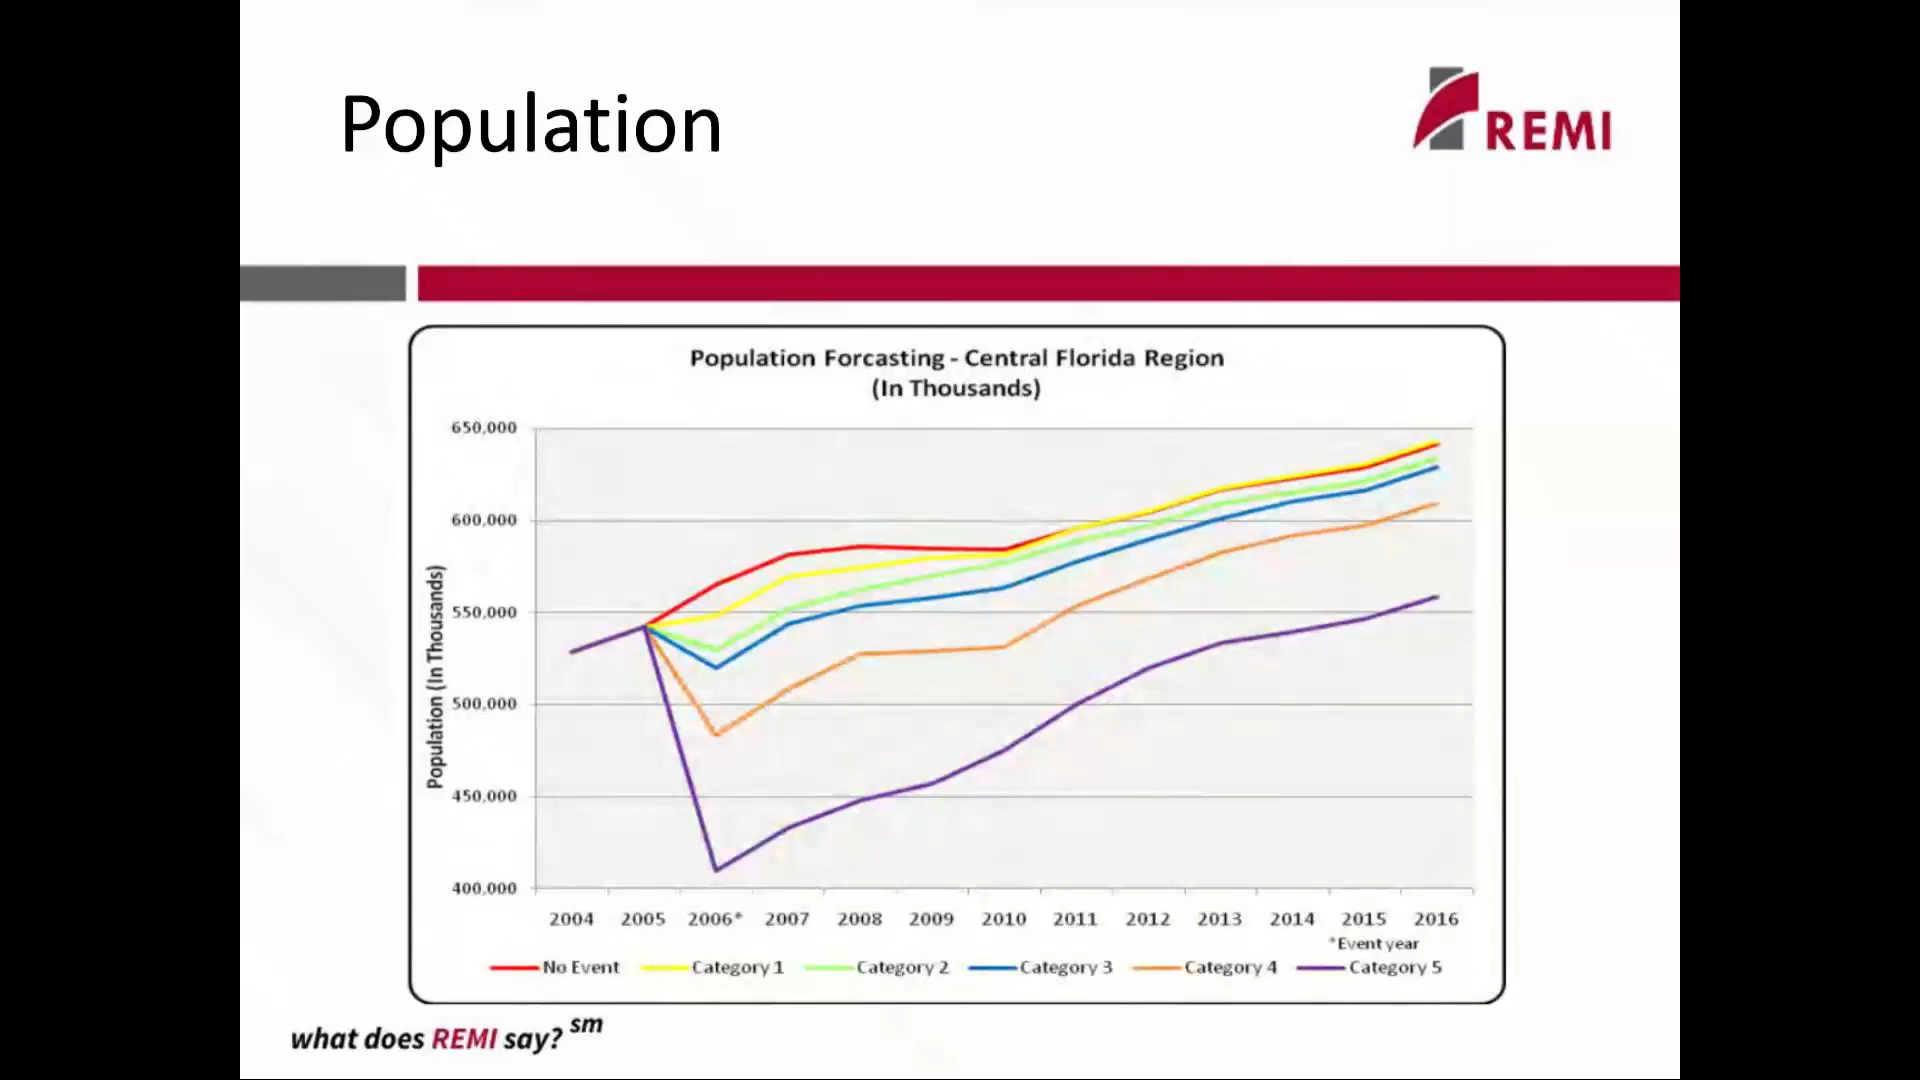 Population
REMI
Population Forcasting - Central Florida Region
(In Thousands)
Population (In Thousands)
650,000
600,000
550,000
500,000
450,000
400,000
2004 2005 2006* 2007 2008 2009 2010 2011 2012 2013 2014 2015 2016
*Event year
No Event Category 1 Category 2 Category 3 Category 4 Category 5
what does REMI say? sm